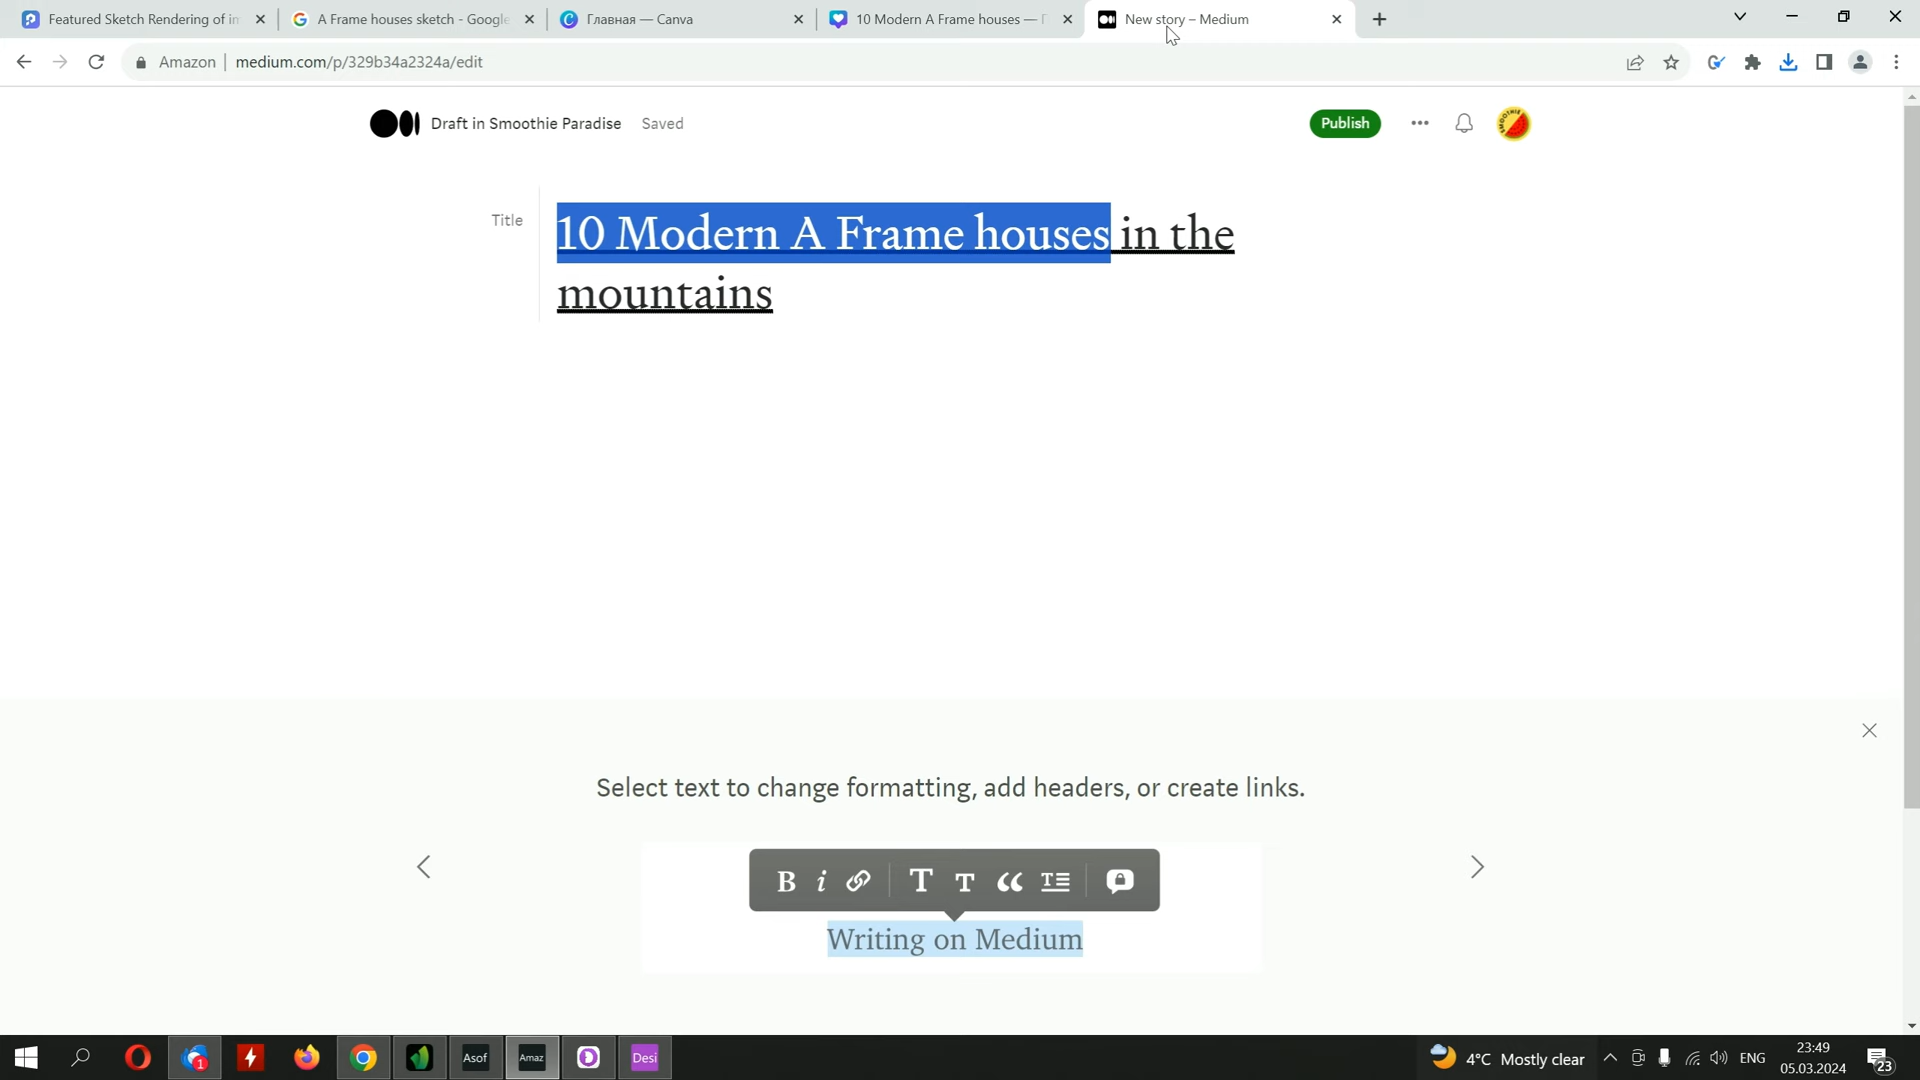 Featured Sketch Rendering of in
A Frame houses sketch - Google
Главная — Canva
10 Modern A Frame houses —
New story – Medium
Amazon
medium.com/p/329b34a2324a/edit
Draft in Smoothie Paradise
Saved
Publish
Title
10 Modern A Frame houses in the
mountains
Select text to change formatting, add headers, or create links.
B i T T
Writing on Medium
Asof
Amaz
Desi
4°C Mostly clear
ENG
23:49
05.03.2024
23